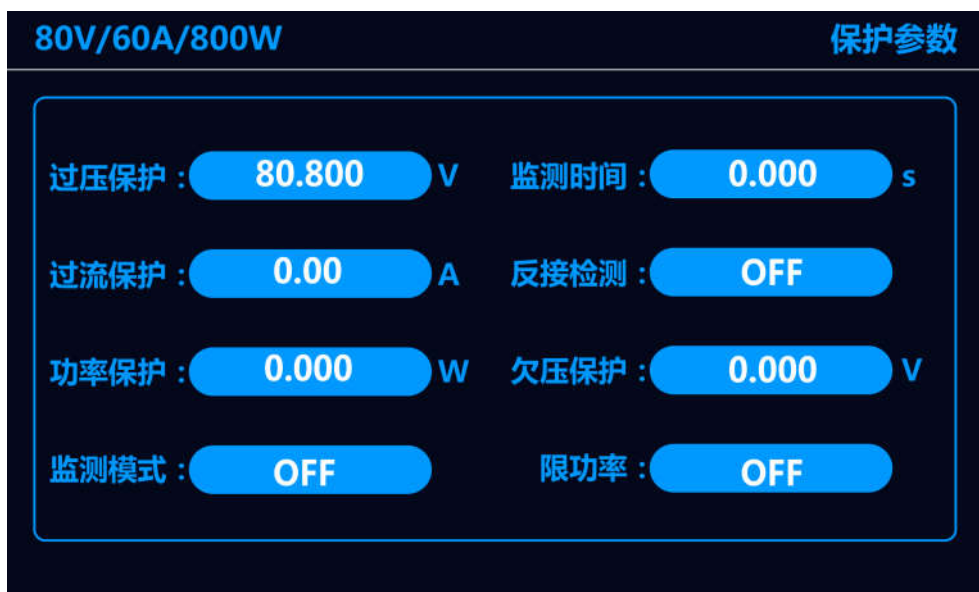 80V/60A/800W 保护参数
过压保护：80.800 V 监测时间：0.000 s
过流保护：0.00 A 反接检测：OFF
功率保护：0.000 W 欠压保护：0.000 V
监测模式：OFF 限功率：OFF